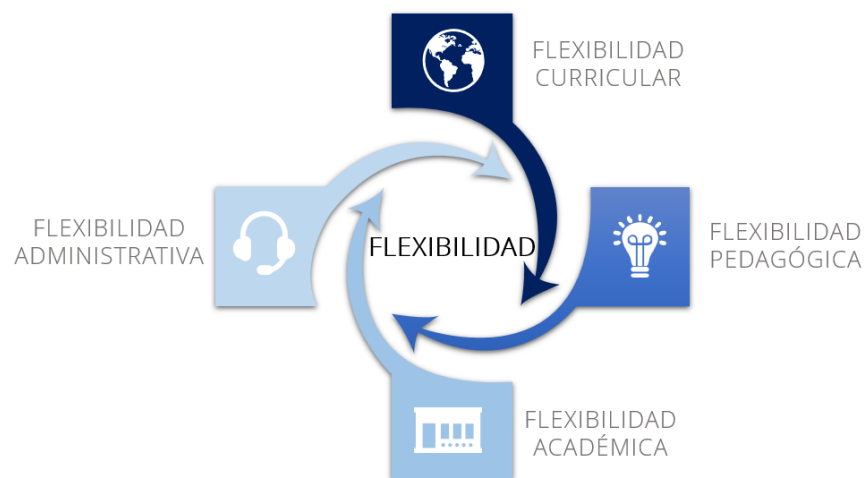 FLEXIBILIDAD
CURRICULAR
FLEXIBILIDAD
ADMINISTRATIVA
FLEXIBILIDAD
FLEXIBILIDAD
PEDAGÓGICA
FLEXIBILIDAD
ACADÉMICA